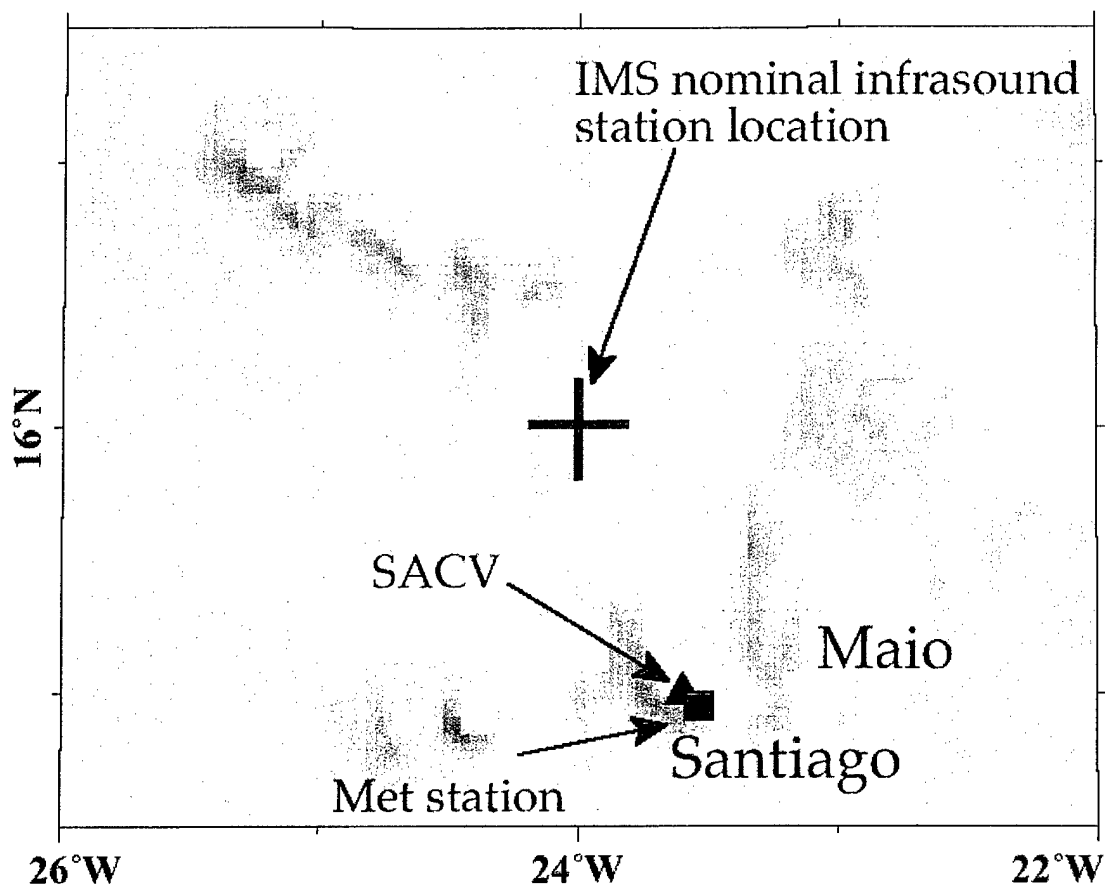 IMS nominal infrasound
station location
16°N
SACV
Maio
Santiago
Met station
26°W
24°W
22°W